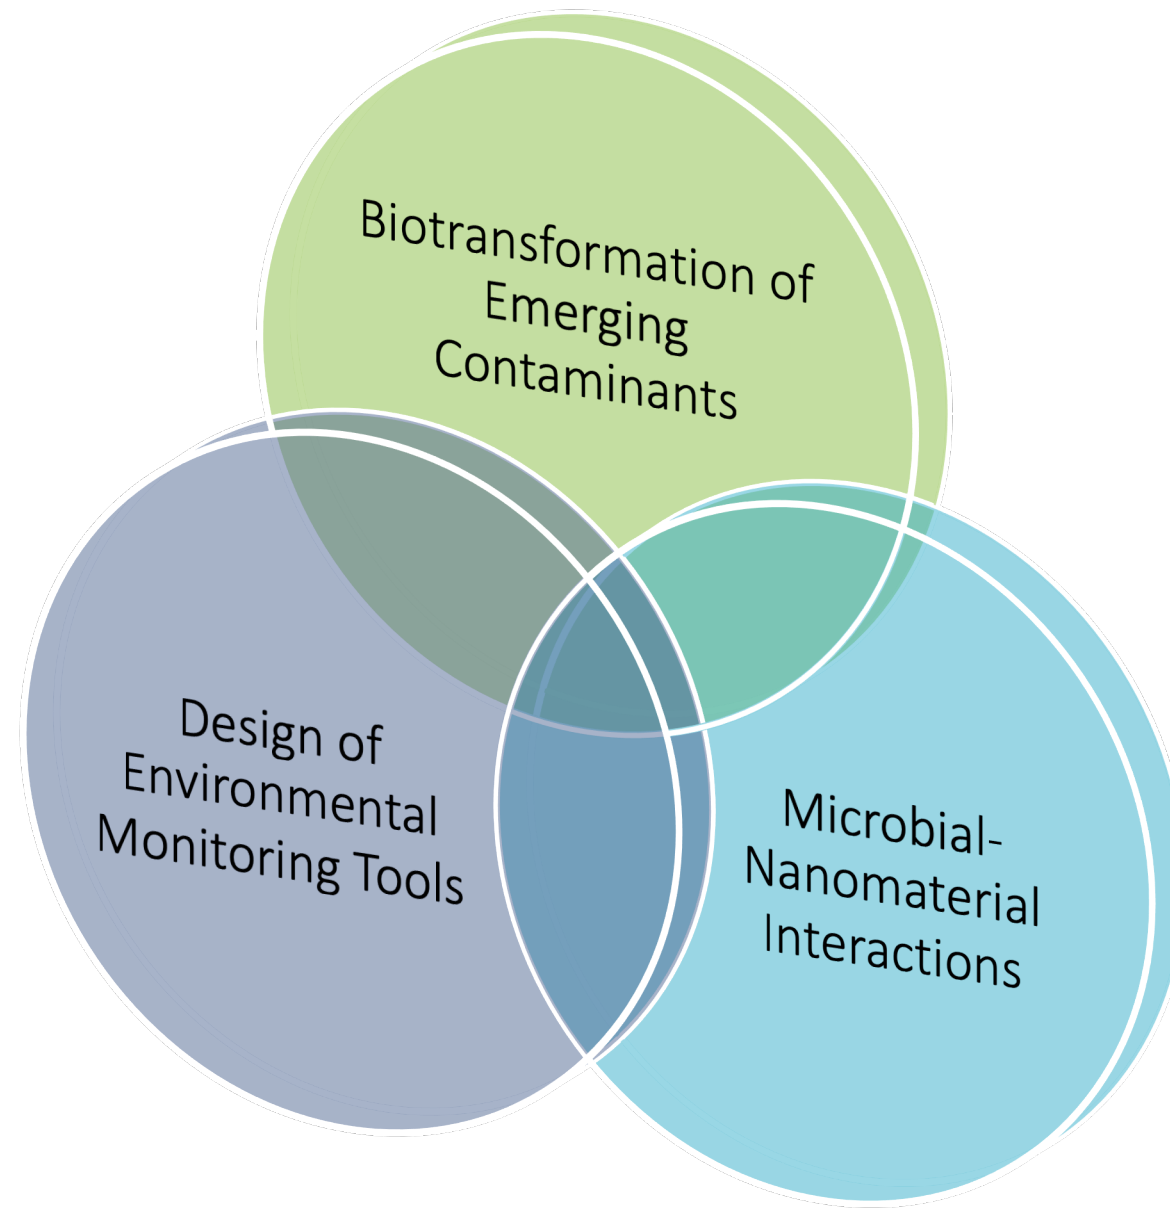 Biotransformation of
Emerging
Contaminants
Design of
Environmental
Monitoring Tools
Microbial-
Nanomaterial
Interactions